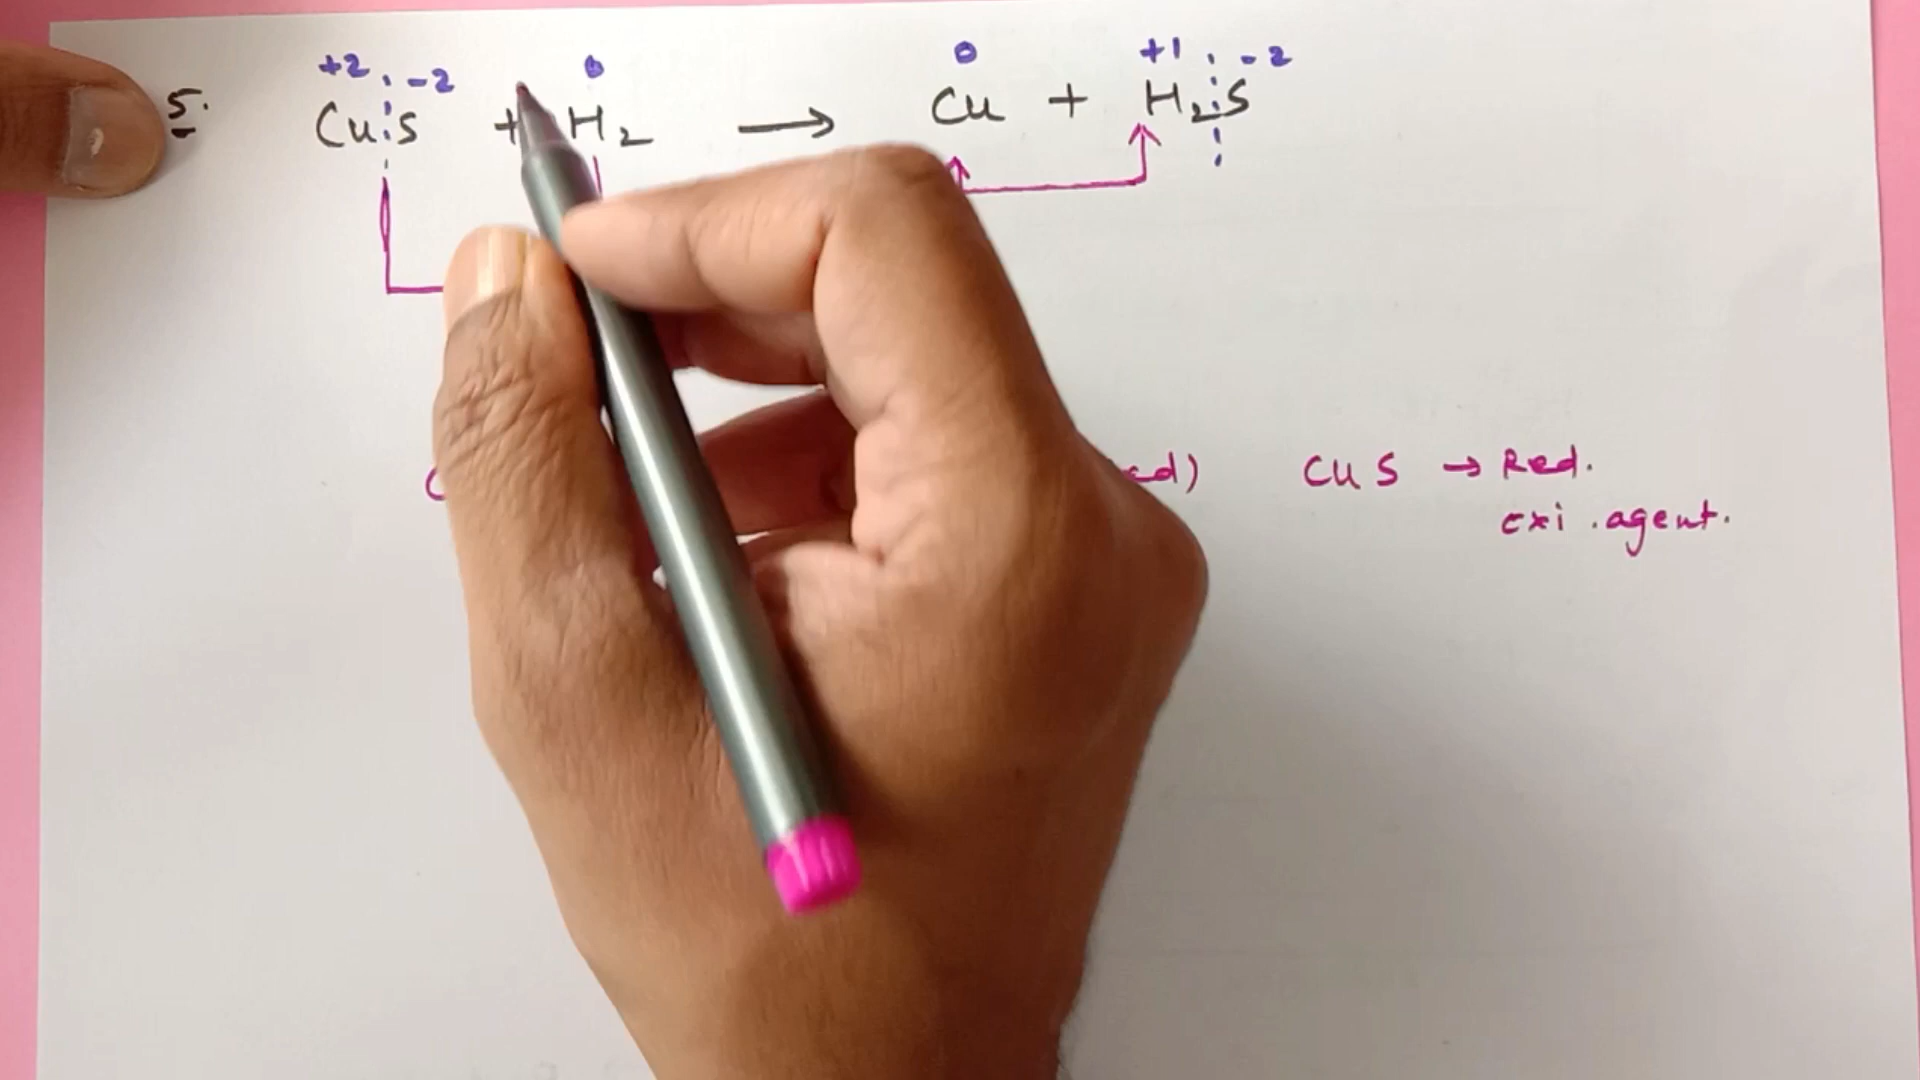 +2 -2 0 0 +1 -2
5. CuS + H2 → Cu + H2S
CuS → Red.
oxi. agent.